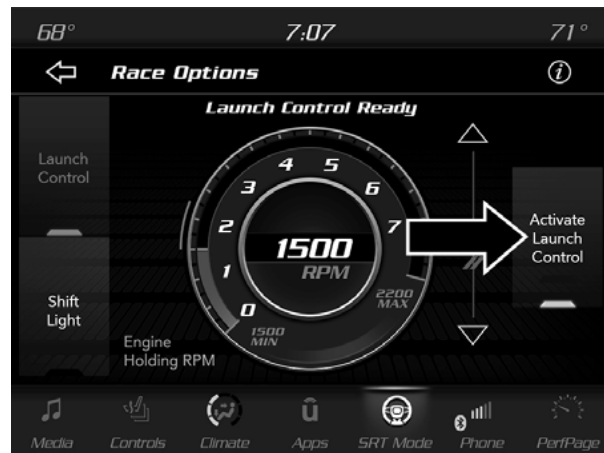 68° 7:07 71°
Race Options
Launch Control Ready
Launch
Control
4 5
3 6
2 7
1
0
1500
RPM
2200
MAX
1500
MIN
Activate
Launch
Control
Shift
Light
Engine
Holding RPM
Media Controls Climate Apps SRT Mode Phone PerfPage